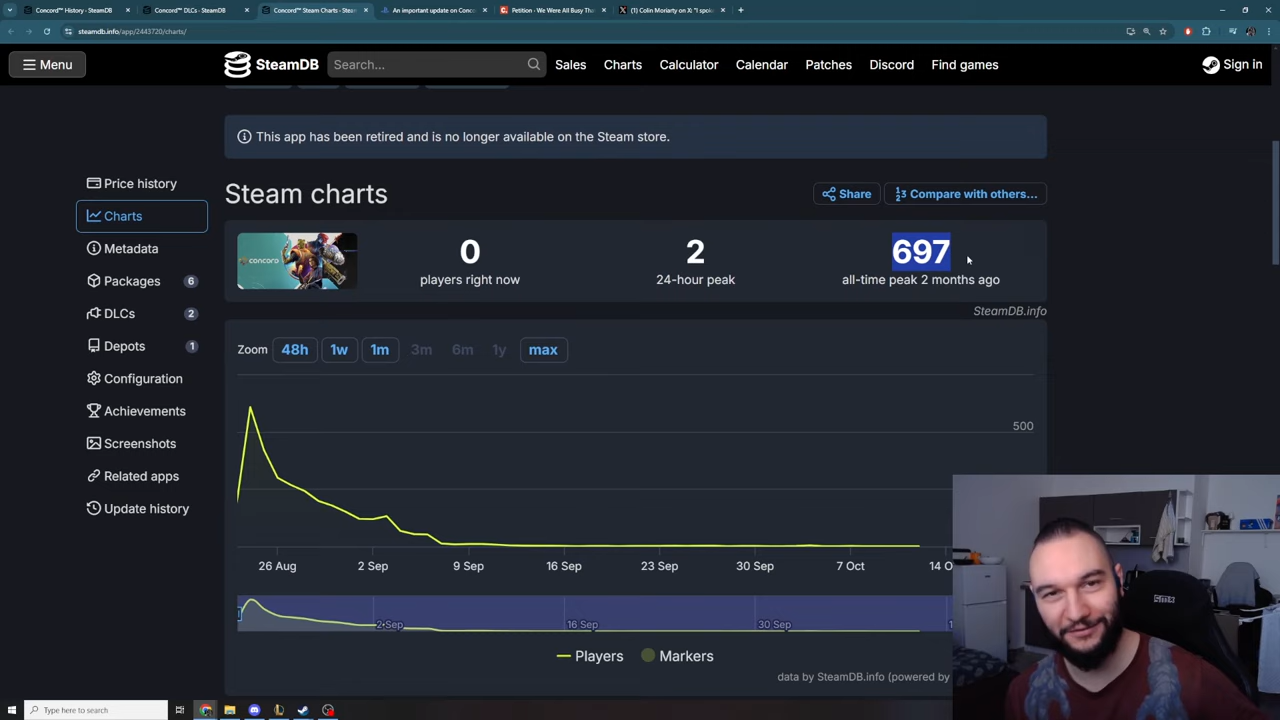 Concord™ History - SteamDB
Concord™ DLCs - SteamDB
Concord™ Steam Charts - Steam
An important update on Conco
Petition - We Were All Busy Tha
(1) Colin Moriarty on X: "I spok
steamdb.info/app/2443720/charts/
Menu
SteamDB
Search...
Sales
Charts
Calculator
Calendar
Patches
Discord
Find games
Sign in
This app has been retired and is no longer available on the Steam store.
Price history
Charts
Metadata
Packages 6
DLCs 2
Depots 1
Configuration
Achievements
Screenshots
Related apps
Update history
Steam charts
Share
Compare with others...
CONCORD
0
players right now
2
24-hour peak
697
all-time peak 2 months ago
SteamDB.info
Zoom 48h 1w 1m 3m 6m 1y max
500
26 Aug 2 Sep 9 Sep 16 Sep 23 Sep 30 Sep 7 Oct 14 O
2 Sep 16 Sep 30 Sep
Players Markers
data by SteamDB.info (powered by
Type here to search